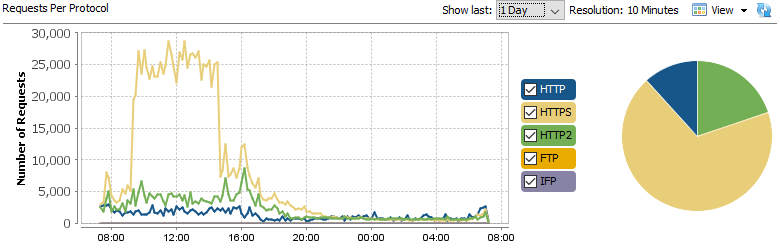 Requests Per Protocol Show last: 1 Day Resolution: 10 Minutes View
Number of Requests
30,000
25,000
20,000
15,000
10,000
5,000
0
08:00 12:00 16:00 20:00 00:00 04:00 08:00
HTTP
HTTPS
HTTP2
FTP
IFP